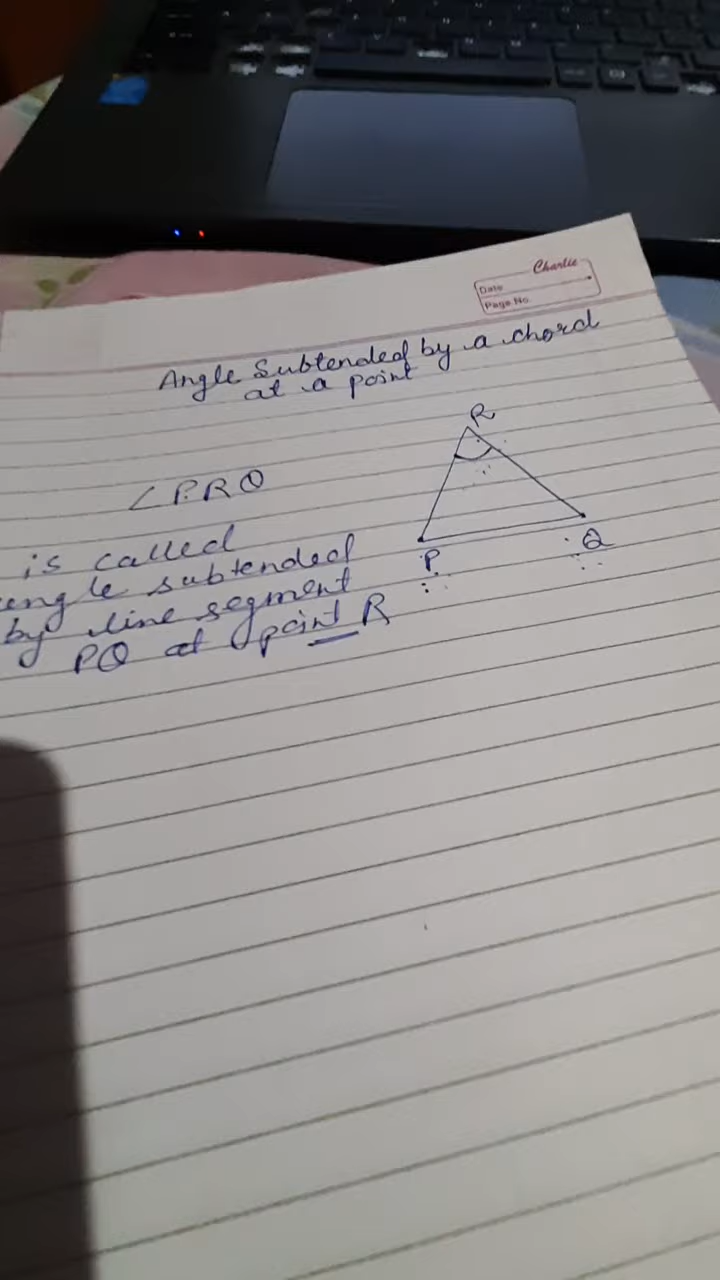 Charlie
Date
Page No.
Angle Subtended by a chord
at a point
R
∠PRQ
is called
angle subtended
by line segment
PQ at point R
P
Q